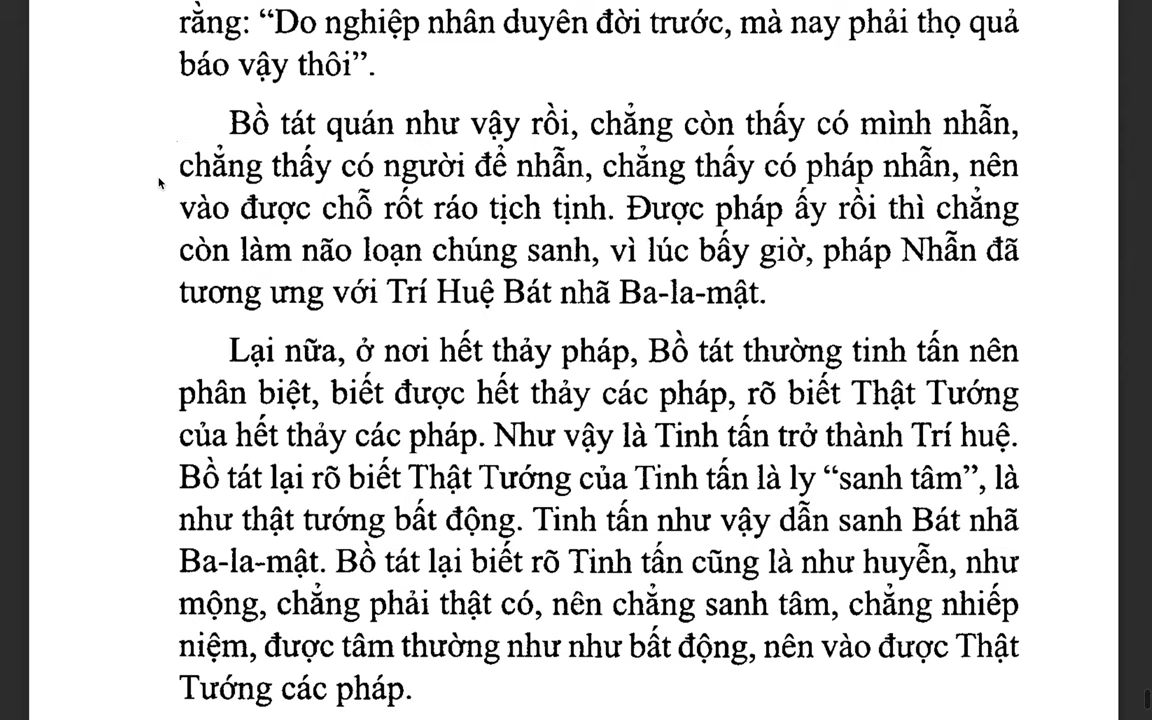 rằng: “Do nghiệp nhân duyên đời trước, mà nay phải thọ quả
báo vậy thôi”.
Bồ tát quán như vậy rồi, chẳng còn thấy có mình nhẫn,
chẳng thấy có người để nhẫn, chẳng thấy có pháp nhẫn, nên
vào được chỗ rốt ráo tịch tịnh. Được pháp ấy rồi thì chẳng
còn làm não loạn chúng sanh, vì lúc bấy giờ, pháp Nhẫn đã
tương ưng với Trí Huệ Bát nhã Ba-la-mật.
Lại nữa, ở nơi hết thảy pháp, Bồ tát thường tinh tấn nên
phân biệt, biết được hết thảy các pháp, rõ biết Thật Tướng
của hết thảy các pháp. Như vậy là Tinh tấn trở thành Trí huệ.
Bồ tát lại rõ biết Thật Tướng của Tinh tấn là ly “sanh tâm”, là
như thật tướng bất động. Tinh tấn như vậy dẫn sanh Bát nhã
Ba-la-mật. Bồ tát lại biết rõ Tinh tấn cũng là như huyễn, như
mộng, chẳng phải thật có, nên chẳng sanh tâm, chẳng nhiếp
niệm, được tâm thường như như bất động, nên vào được Thật
Tướng các pháp.